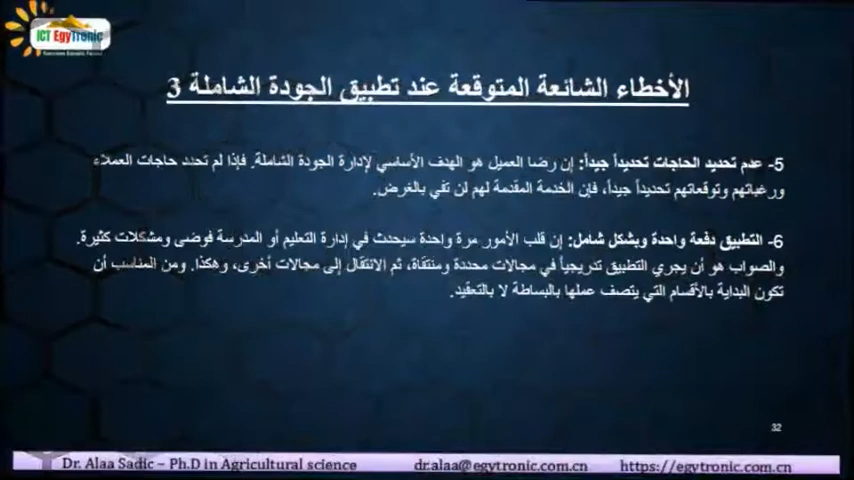 ICT EgyTronic
الأخطاء الشائعة المتوقعة عند تطبيق الجودة الشاملة 3
5- عدم تحديد الحاجات تحديداً جيداً: إن رضا العميل هو الهدف الأساسي لإدارة الجودة الشاملة. فإذا لم تحدد حاجات العملاء
ورغباتهم وتوقعاتهم تحديداً جيداً، فإن الخدمة المقدمة لهم لن تفي بالغرض.
6- التطبيق دفعة واحدة وبشكل شامل: إن قلب الأمور مرة واحدة سيحدث في إدارة التعليم أو المدرسة فوضى ومشكلات كثيرة.
والصواب هو أن يجري التطبيق تدريجياً في مجالات محددة ومنتقاة، ثم الانتقال إلى مجالات أخرى، وهكذا. ومن المناسب أن
تكون البداية بالأقسام التي يتصف عملها بالبساطة لا بالتعقيد.
32
Dr. Alaa Sadic – Ph.D in Agricultural science dr.alaa@egytronic.com.cn https://egytronic.com.cn